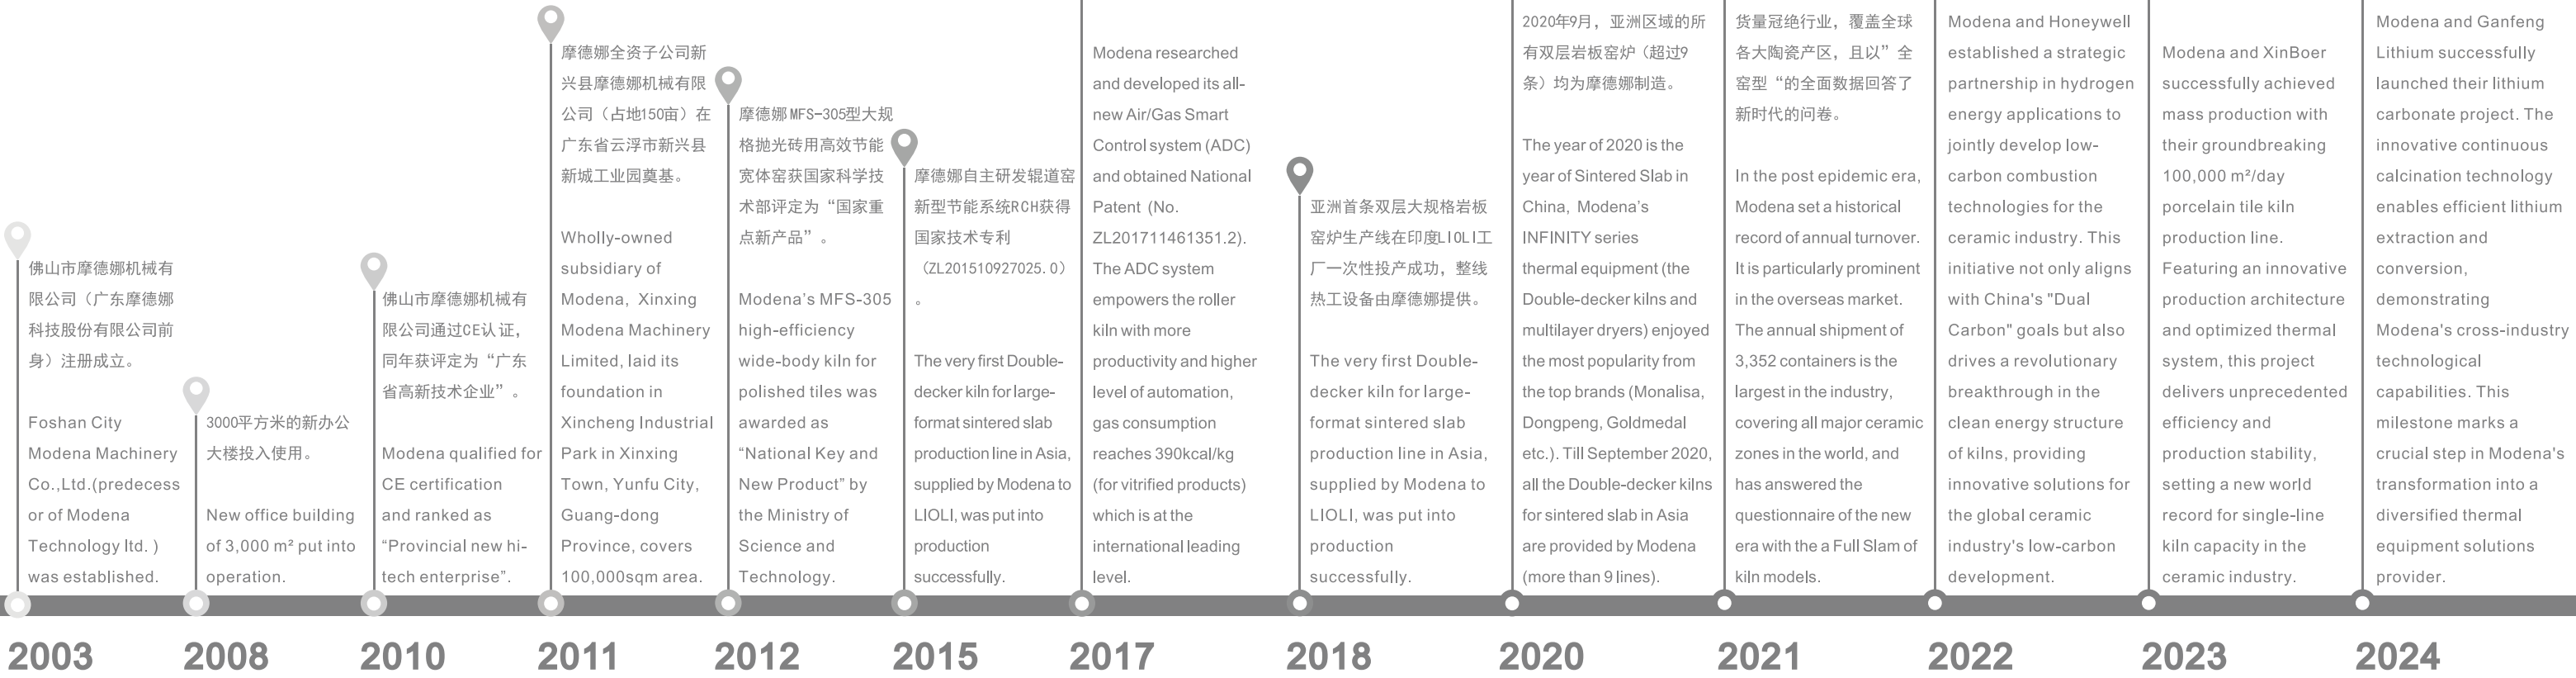 佛山市摩德娜机械有
限公司（广东摩德娜
科技股份有限公司前
身）注册成立。
Foshan City
Modena Machinery
Co.,Ltd.(predecess
or of Modena
Technology ltd. )
was established.
2003
3000平方米的新办公
大楼投入使用。
New office building
of 3,000 m² put into
operation.
2008
佛山市摩德娜机械有
限公司通过CE认证，
同年获评定为“广东
省高新技术企业”。
Modena qualified for
CE certification
and ranked as
“Provincial new hi-
tech enterprise”.
2010
摩德娜全资子公司新
兴县摩德娜机械有限
公司（占地150亩）在
广东省云浮市新兴县
新城工业园奠基。
Wholly-owned
subsidiary of
Modena, Xinxing
Modena Machinery
Limited, laid its
foundation in
Xincheng Industrial
Park in Xinxing
Town, Yunfu City,
Guang-dong
Province, covers
100,000sqm area.
2011
摩德娜MFS-305型大规
格抛光砖用高效节能
宽体窑获国家科学技
术部评定为“国家重
点新产品”。
Modena's MFS-305
high-efficiency
wide-body kiln for
polished tiles was
awarded as
“National Key and
New Product” by
the Ministry of
Science and
Technology.
2012
摩德娜自主研发辊道窑
新型节能系统RCH获得
国家技术专利
（ZL201510927025.0）
。
The very first Double-
decker kiln for large-
format sintered slab
production line in Asia,
supplied by Modena to
LIOLI, was put into
production
successfully.
2015
Modena researched
and developed its all-
new Air/Gas Smart
Control system (ADC)
and obtained National
Patent (No.
ZL201711461351.2).
The ADC system
empowers the roller
kiln with more
productivity and higher
level of automation,
gas consumption
reaches 390kcal/kg
(for vitrified products)
which is at the
international leading
level.
2017
亚洲首条双层大规格岩板
窑炉生产线在印度LIOLI工
厂一次性投产成功，整线
热工设备由摩德娜提供。
The very first Double-
decker kiln for large-
format sintered slab
production line in Asia,
supplied by Modena to
LIOLI, was put into
production
successfully.
2018
2020年9月，亚洲区域的所
有双层岩板窑炉（超过9
条）均为摩德娜制造。
The year of 2020 is the
year of Sintered Slab in
China, Modena's
INFINITY series
thermal equipment (the
Double-decker kilns and
multilayer dryers) enjoyed
the most popularity from
the top brands (Monalisa,
Dongpeng, Goldmedal
etc.). Till September 2020,
all the Double-decker kilns
for sintered slab in Asia
are provided by Modena
(more than 9 lines).
2020
货量冠绝行业，覆盖全球
各大陶瓷产区，且以”全
窑型“的全面数据回答了
新时代的问卷。
In the post epidemic era,
Modena set a historical
record of annual turnover.
It is particularly prominent
in the overseas market.
The annual shipment of
3,352 containers is the
largest in the industry,
covering all major ceramic
zones in the world, and
has answered the
questionnaire of the new
era with the a Full Slam of
kiln models.
2021
Modena and Honeywell
established a strategic
partnership in hydrogen
energy applications to
jointly develop low-
carbon combustion
technologies for the
ceramic industry. This
initiative not only aligns
with China's "Dual
Carbon" goals but also
drives a revolutionary
breakthrough in the
clean energy structure
of kilns, providing
innovative solutions for
the global ceramic
industry's low-carbon
development.
2022
Modena and XinBoer
successfully achieved
mass production with
their groundbreaking
100,000 m²/day
porcelain tile kiln
production line.
Featuring an innovative
production architecture
and optimized thermal
system, this project
delivers unprecedented
efficiency and
production stability,
setting a new world
record for single-line
kiln capacity in the
ceramic industry.
2023
Modena and Ganfeng
Lithium successfully
launched their lithium
carbonate project. The
innovative continuous
calcination technology
enables efficient lithium
extraction and
conversion,
demonstrating
Modena's cross-industry
technological
capabilities. This
milestone marks a
crucial step in Modena's
transformation into a
diversified thermal
equipment solutions
provider.
2024